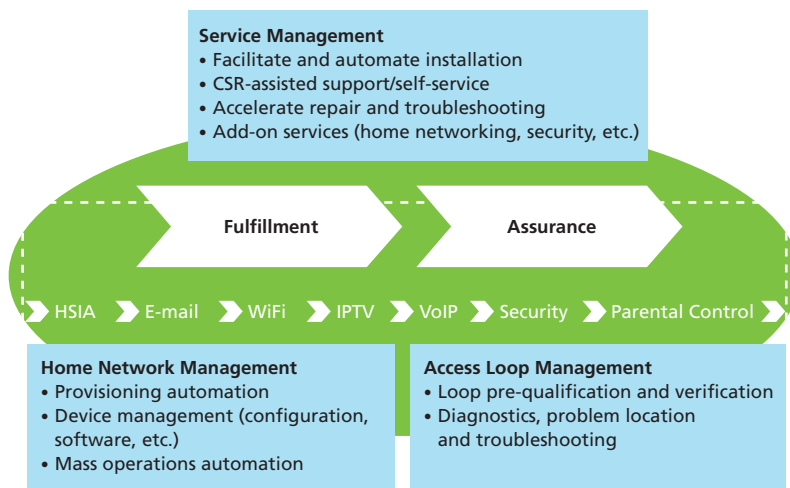 Service Management
• Facilitate and automate installation
• CSR-assisted support/self-service
• Accelerate repair and troubleshooting
• Add-on services (home networking, security, etc.)
Fulfillment
Assurance
HSIA E-mail WiFi IPTV VoIP Security Parental Control
Home Network Management
• Provisioning automation
• Device management (configuration,
software, etc.)
• Mass operations automation
Access Loop Management
• Loop pre-qualification and verification
• Diagnostics, problem location
and troubleshooting